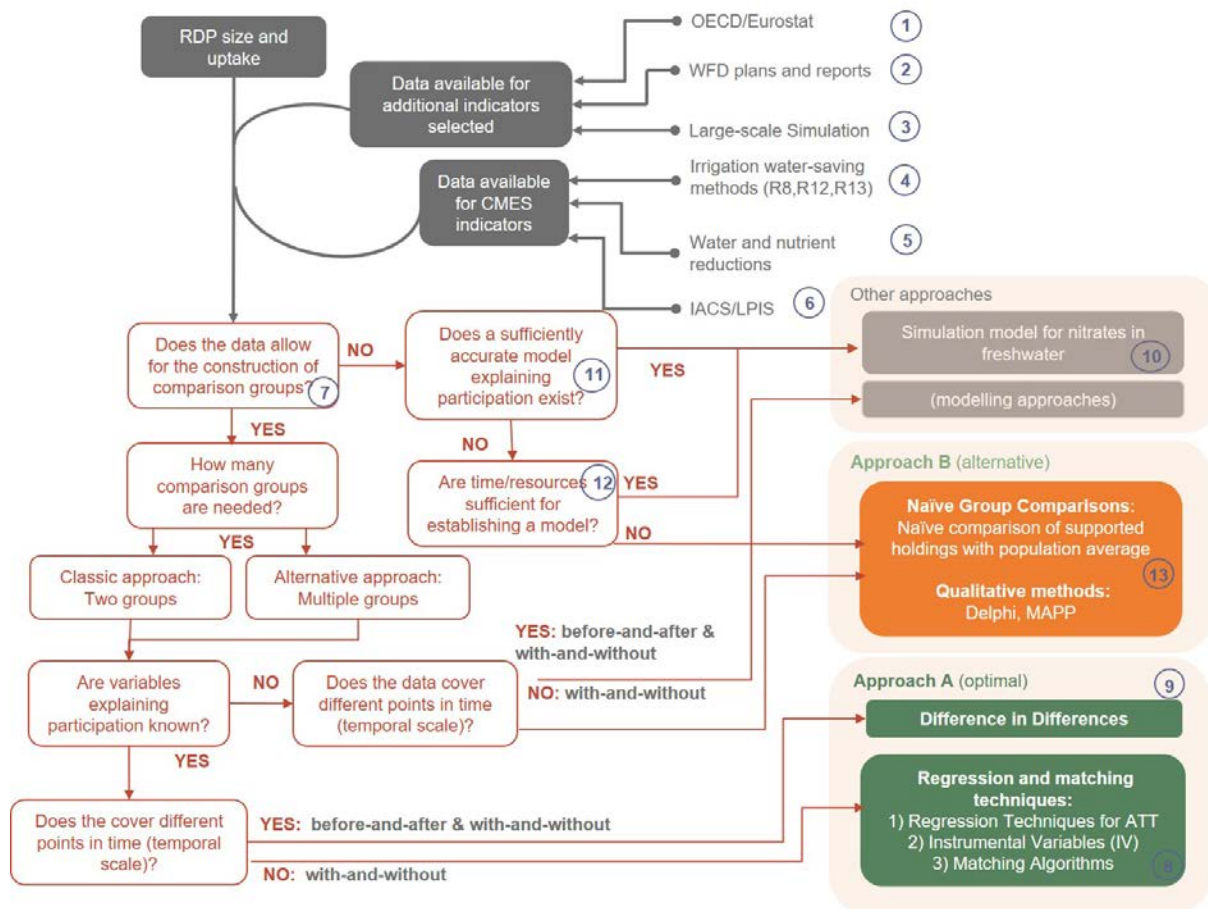 RDP size and
uptake
Data available for
additional indicators
selected
OECD/Eurostat
1
WFD plans and reports
2
Large-scale Simulation
3
Data available
for CMES
indicators
Irrigation water-saving
methods (R8,R12,R13)
4
Water and nutrient
reductions
5
IACS/LPIS
6
Does the data allow
for the construction of
comparison groups?
7
NO
Does a sufficiently
accurate model
explaining
participation exist?
11
YES
Other approaches
Simulation model for nitrates in
freshwater
10
(modelling approaches)
YES
NO
How many
comparison groups
are needed?
Are time/resources
sufficient for
establishing a model?
12
YES
NO
Approach B (alternative)
Naïve Group Comparisons:
Naïve comparison of supported
holdings with population average
13
Qualitative methods:
Delphi, MAPP
YES
Classic approach:
Two groups
Alternative approach:
Multiple groups
YES: before-and-after &
with-and-without
NO: with-and-without
Are variables
explaining
participation known?
NO
Does the data cover
different points in time
(temporal scale)?
YES
Approach A (optimal)
9
Difference in Differences
Regression and matching
techniques:
1) Regression Techniques for ATT
2) Instrumental Variables (IV)
3) Matching Algorithms
8
Does the cover different
points in time (temporal
scale)?
YES: before-and-after & with-and-without
NO: with-and-without